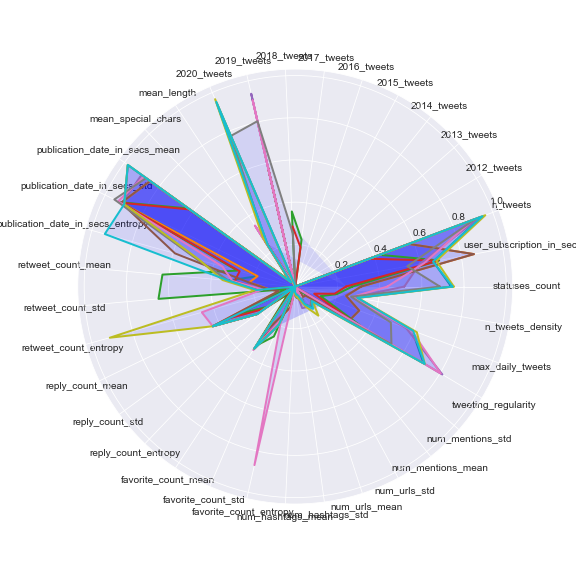 2018_tweets
2017_tweets
2019_tweets
2016_tweets
2020_tweets
2015_tweets
mean_length
2014_tweets
mean_special_chars
2013_tweets
publication_date_in_secs_mean
2012_tweets
publication_date_in_secs_std
1.0
n_tweets
0.8
publication_date_in_secs_entropy
0.6
user_subscription_in_sec
0.4
0.2
retweet_count_mean
statuses_count
retweet_count_std
n_tweets_density
retweet_count_entropy
max_daily_tweets
reply_count_mean
tweeting_regularity
reply_count_std
num_mentions_std
reply_count_entropy
num_mentions_mean
favorite_count_mean
num_urls_std
favorite_count_std
num_urls_mean
favorite_count_entropy
num_hashtags_mean
num_hashtags_std